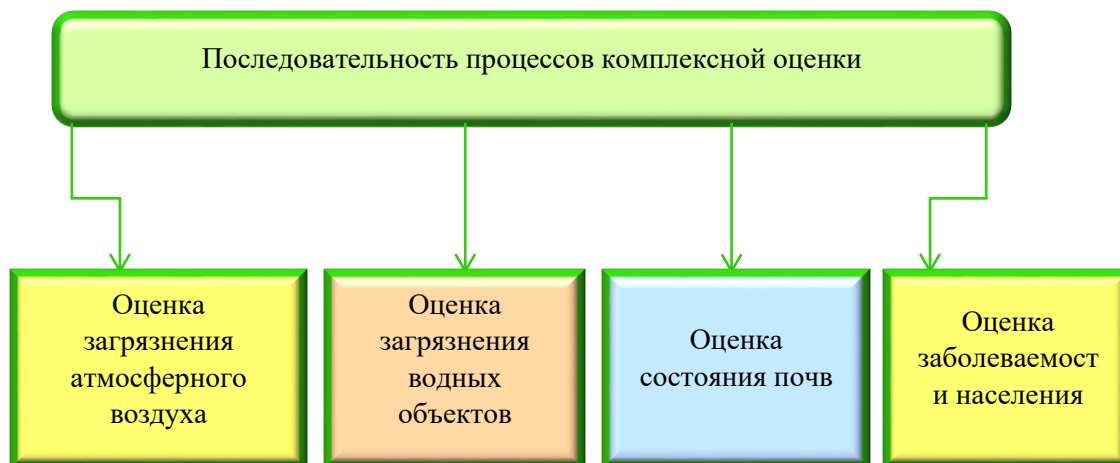 Последовательность процессов комплексной оценки
Оценка
загрязнения
атмосферного
воздуха
Оценка
загрязнения
водных
объектов
Оценка
состояния почв
Оценка
заболеваемост
и населения